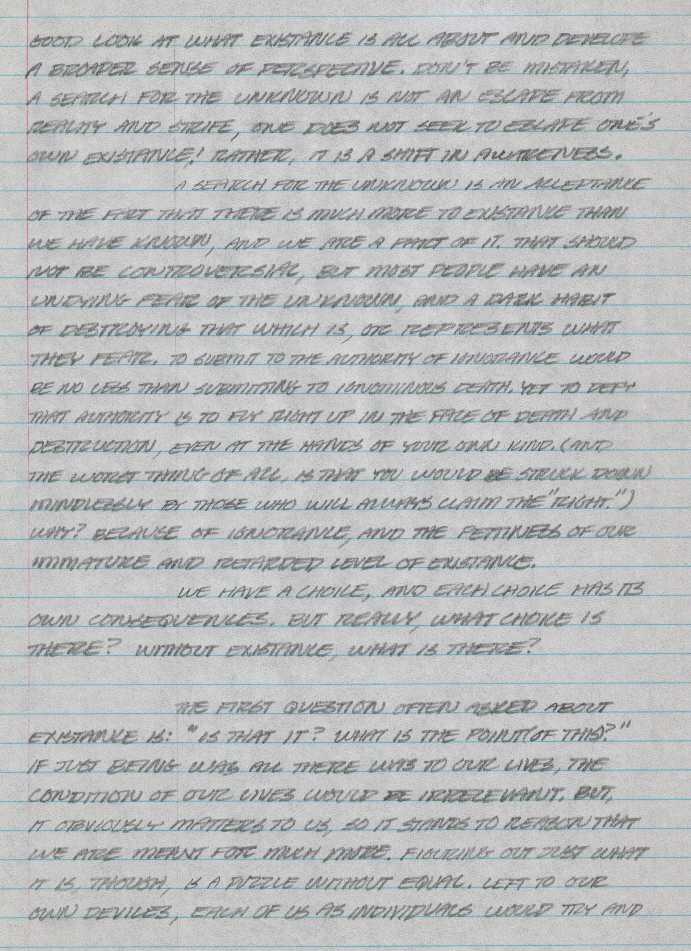 GOOD LOOK AT WHAT EXISTANCE IS ALL ABOUT AND DEVELOPE
A BROADER SENSE OF PERSPECTIVE. DON'T BE MISTAKEN,
A SEARCH FOR THE UNKNOWN IS NOT AN ESCAPE FROM
REALITY AND STRIFE, ONE DOES NOT SEEK TO ESCAPE ONE'S
OWN EXISTANCE! RATHER, IT IS A SHIFT IN AWARENESS.
A SEARCH FOR THE UNKNOWN IS AN ACCEPTANCE
OF THE FACT THAT THERE IS MUCH MORE TO EXISTANCE THAN
WE HAVE KNOWN, AND WE ARE A PART OF IT. THAT SHOULD
NOT BE CONTROVERSIAL, BUT MOST PEOPLE HAVE AN
UNDYING FEAR OF THE UNKNOWN, AND A DARK HABIT
OF DESTROYING THAT WHICH IS, OR REPRESENTS WHAT
THEY FEAR. TO SUBMIT TO THE AUTHORITY OF IGNORANCE WOULD
BE NO LESS THAN SUBMITTING TO IGNOMINOUS DEATH. YET TO DEFY
THAT AUTHORITY IS TO FLY RIGHT UP IN THE FACE OF DEATH AND
DESTRUCTION, EVEN AT THE HANDS OF YOUR OWN KIND. (AND
THE WORST THING OF ALL, IS THAT YOU WOULD BE STRUCK DOWN
MINDLESSLY BY THOSE WHO WILL ALWAYS CLAIM THE "RIGHT.")
WHY? BECAUSE OF IGNORANCE, AND THE PETTINESS OF OUR
IMMATURE AND RETARDED LEVEL OF EXISTANCE.
WE HAVE A CHOICE, AND EACH CHOICE HAS ITS
OWN CONSEQUENCES. BUT REALLY, WHAT CHOICE IS
THERE? WITHOUT EXISTANCE, WHAT IS THERE?
THE FIRST QUESTION OFTEN ASKED ABOUT
EXISTANCE IS: "IS THAT IT? WHAT IS THE POINT (OF THIS)?"
IF JUST BEING WAS ALL THERE WAS TO OUR LIVES, THE
CONDITION OF OUR LIVES WOULD BE IRRELEVANT. BUT,
IT OBVIOUSLY MATTERS TO US, SO IT STANDS TO REASON THAT
WE ARE MEANT FOR MUCH MORE. FIGURING OUT JUST WHAT
IT IS, THOUGH, IS A PUZZLE WITHOUT EQUAL. LEFT TO OUR
OWN DEVICES, EACH OF US AS INDIVIDUALS WOULD TRY AND